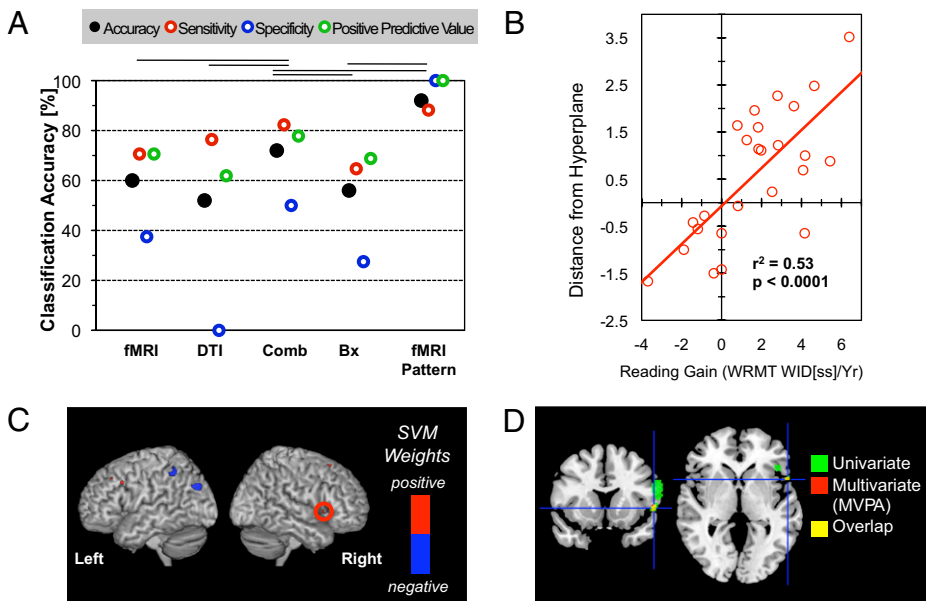 A
Accuracy Sensitivity Specificity Positive Predictive Value
Classification Accuracy [%]
100
80
60
40
20
0
fMRI DTI Comb Bx fMRI
Pattern
B
Distance from Hyperplane
3.5
2.5
1.5
0.5
-0.5
-1.5
-2.5
r² = 0.53
p < 0.0001
-4 -2 0 2 4 6
Reading Gain (WRMT WID[ss]/Yr)
C
SVM
Weights
positive
negative
Left Right
D
Univariate
Multivariate
(MVPA)
Overlap